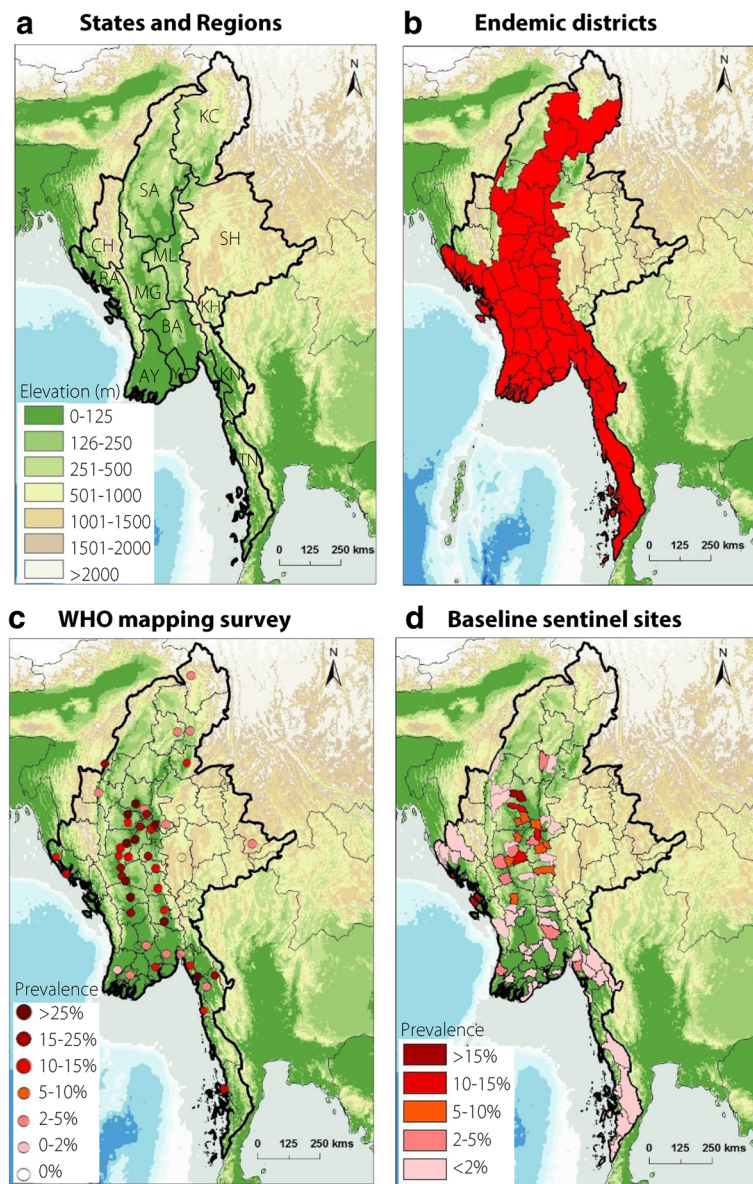 a States and Regions
N
KC
SA
CH
SH
ML
RA
MG
KH
BA
AY
YA
KN
TN
Elevation (m)
0-125
126-250
251-500
501-1000
1001-1500
1501-2000
>2000
0 125 250 kms
b Endemic districts
N
0 125 250 kms
c WHO mapping survey
N
Prevalence
>25%
15-25%
10-15%
5-10%
2-5%
0-2%
0%
0 125 250 kms
d Baseline sentinel sites
N
Prevalence
>15%
10-15%
5-10%
2-5%
<2%
0 125 250 kms